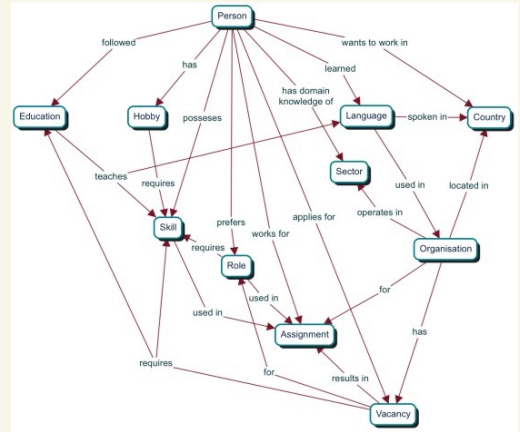 Person
followed
wants to work in
has
learned
has domain
knowledge of
Education
Hobby
posseses
Language
spoken in
Country
Sector
teaches
requires
used in
located in
prefers
operates in
applies for
Skill
works for
requires
Organisation
Role
used in
for
used in
Assignment
has
requires
for
results in
Vacancy